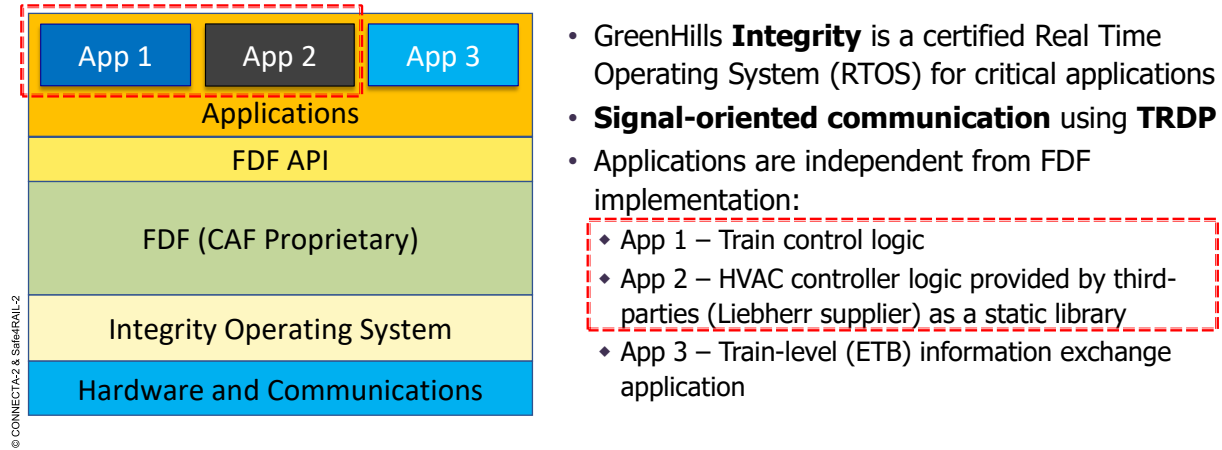 App 1
App 2
App 3
Applications
FDF API
FDF (CAF Proprietary)
Integrity Operating System
Hardware and Communications
© CONNECTA-2 & Safe4RAIL-2
• GreenHills Integrity is a certified Real Time
Operating System (RTOS) for critical applications
• Signal-oriented communication using TRDP
• Applications are independent from FDF
implementation:
◆ App 1 – Train control logic
◆ App 2 – HVAC controller logic provided by third-
parties (Liebherr supplier) as a static library
◆ App 3 – Train-level (ETB) information exchange
application